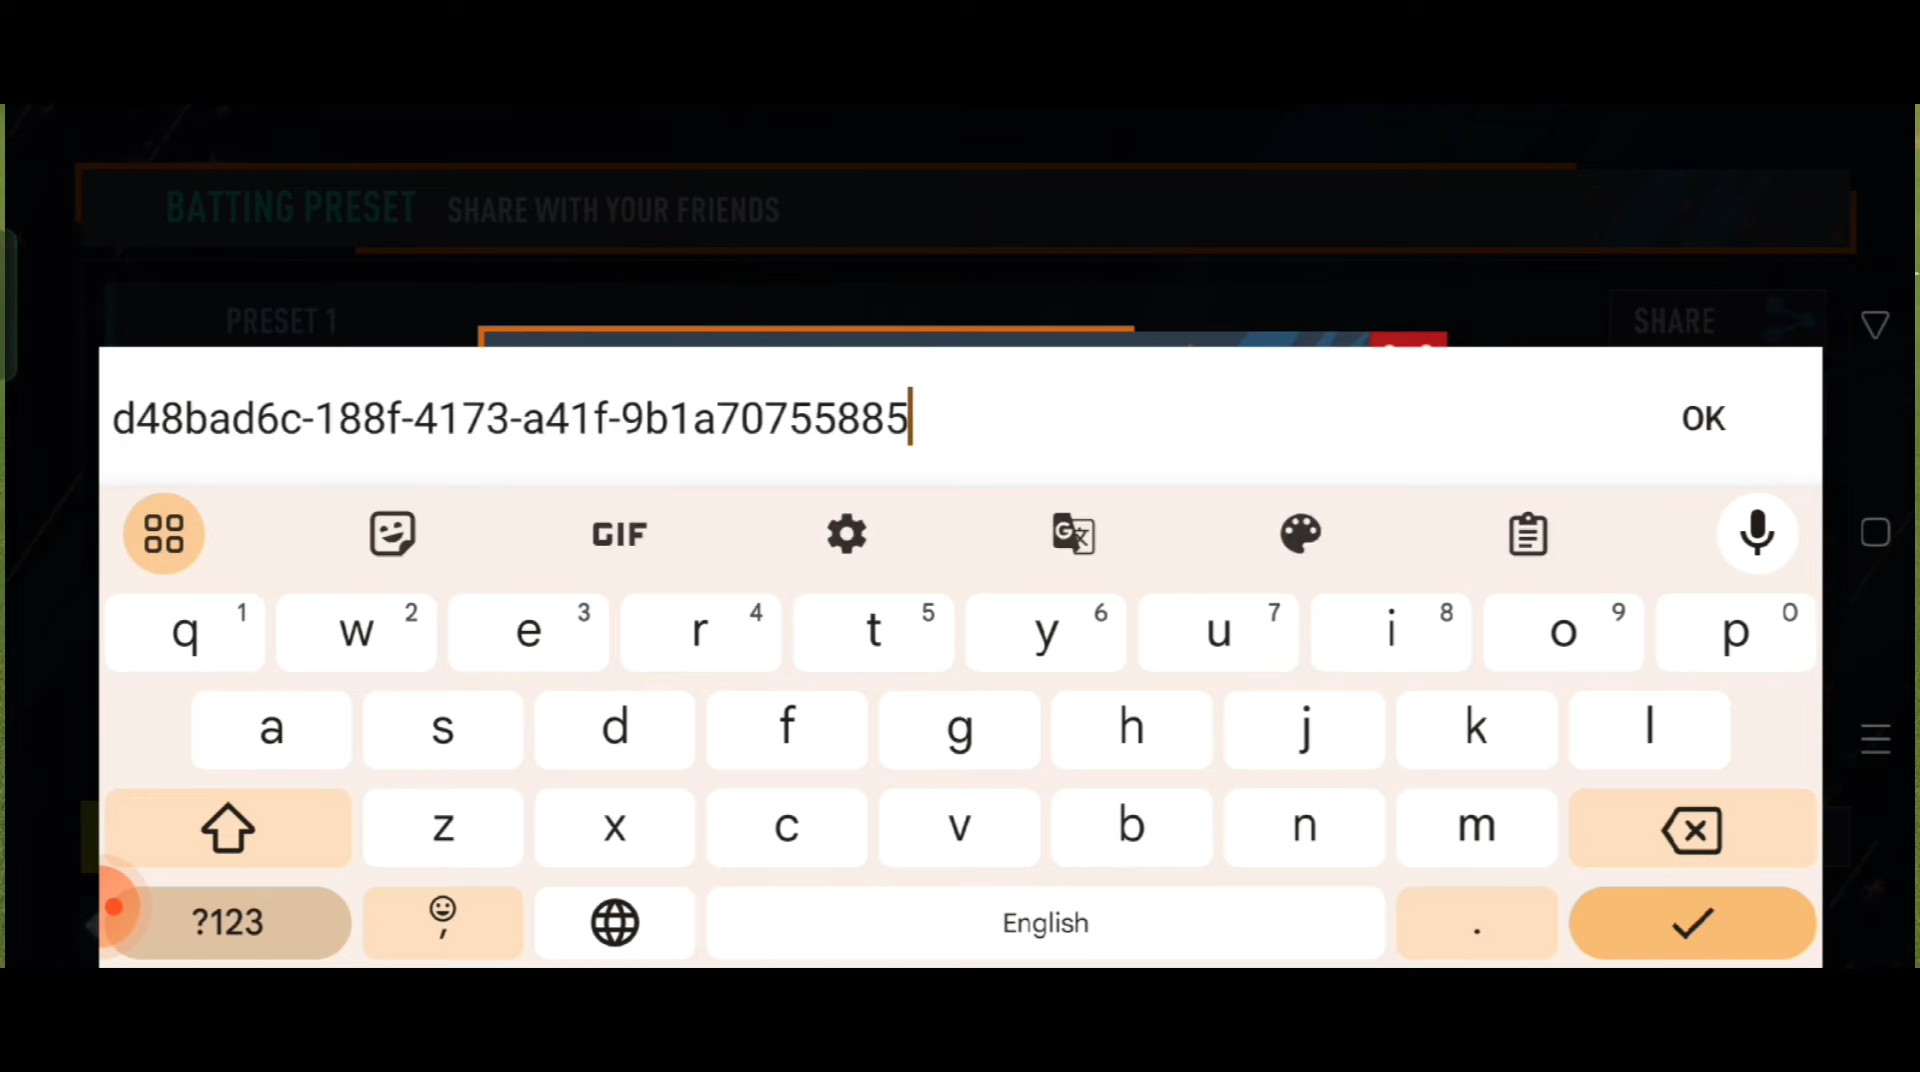 BATTING PRESET SHARE WITH YOUR FRIENDS
PRESET 1 SHARE
d48bad6c-188f-4173-a41f-9b1a70755885 OK
GIF G
q 1 w 2 e 3 r 4 t 5 y 6 u 7 i 8 o 9 p 0
a s d f g h j k l
z x c v b n m
?123 , English .